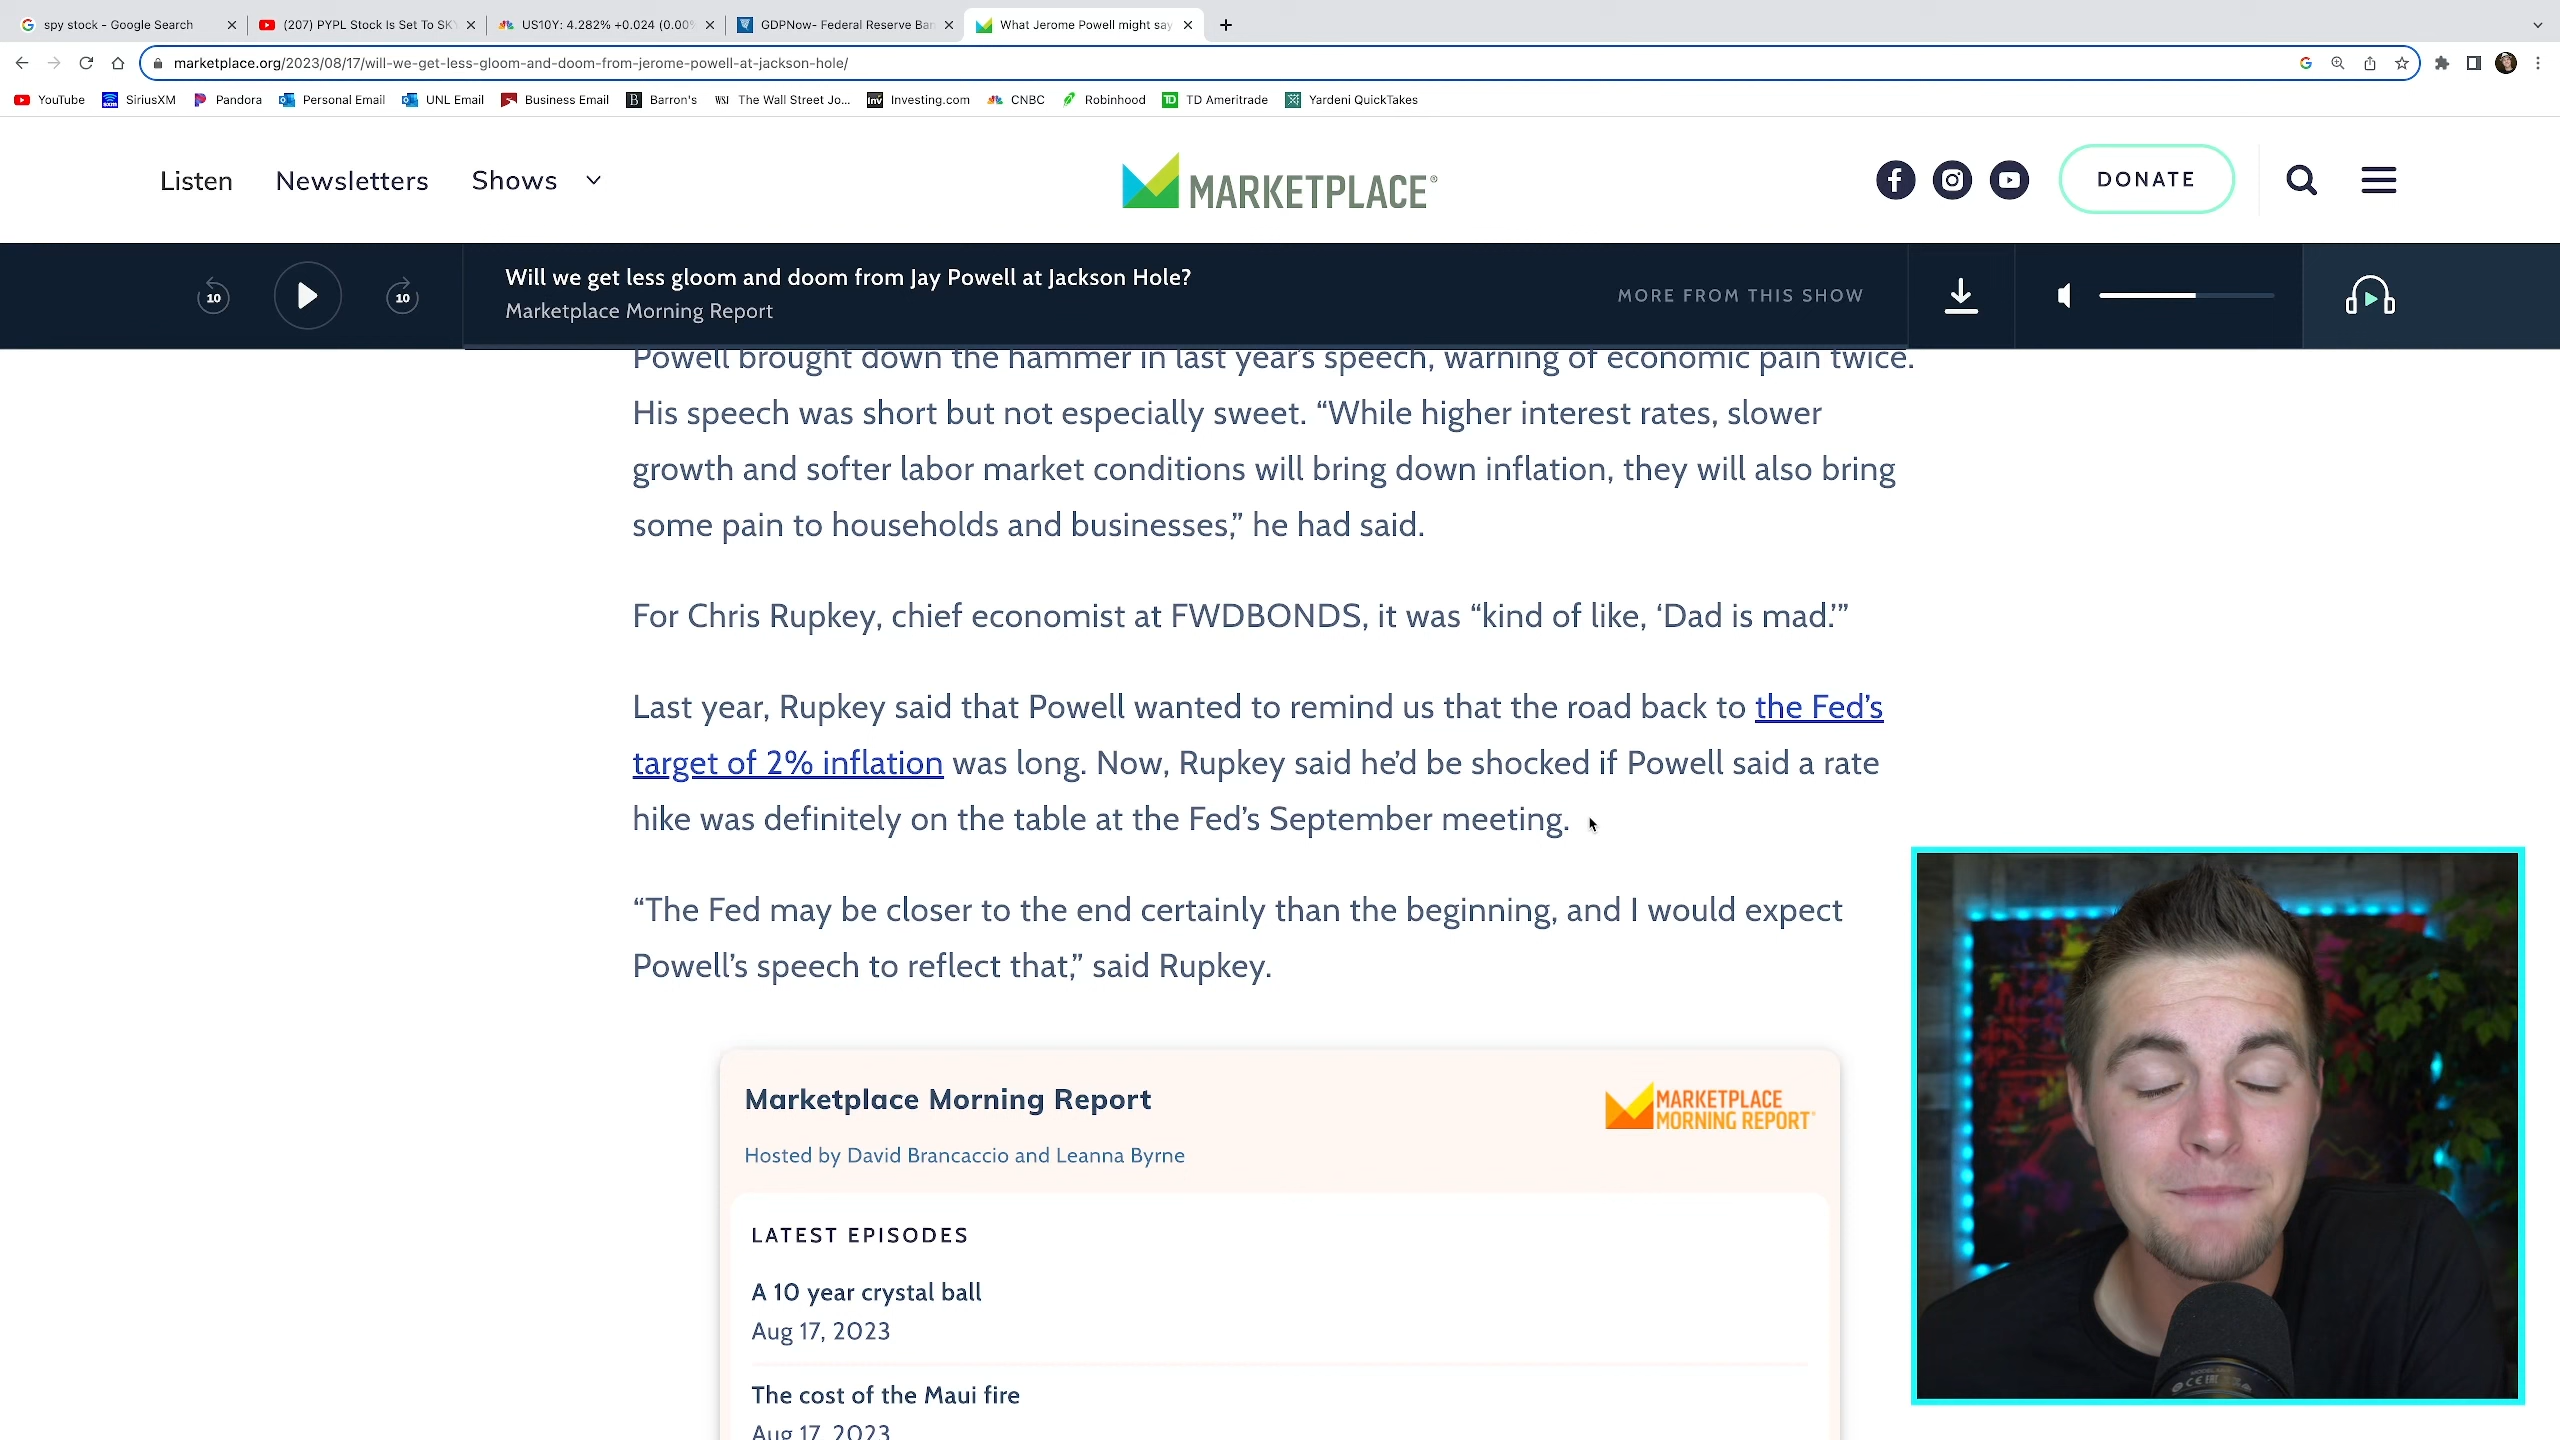 spy stock - Google Search
(207) PYPL Stock Is Set To SK
US10Y: 4.282% +0.024 (0.00%
GDPNow- Federal Reserve Ban
What Jerome Powell might say
marketplace.org/2023/08/17/will-we-get-less-gloom-and-doom-from-jerome-powell-at-jackson-hole/
YouTube
SiriusXM
Pandora
Personal Email
UNL Email
Business Email
B
Barron's
WSJ
The Wall Street Jo...
Inv
Investing.com
CNBC
Robinhood
TD Ameritrade
Yardeni QuickTakes
Listen
Newsletters
Shows
MARKETPLACE®
DONATE
10
10
Will we get less gloom and doom from Jay Powell at Jackson Hole?
Marketplace Morning Report
MORE FROM THIS SHOW
Powell brought down the hammer in last year's speech, warning of economic pain twice.
His speech was short but not especially sweet. “While higher interest rates, slower
growth and softer labor market conditions will bring down inflation, they will also bring
some pain to households and businesses,” he had said.
For Chris Rupkey, chief economist at FWDBONDS, it was “kind of like, ‘Dad is mad.’”
Last year, Rupkey said that Powell wanted to remind us that the road back to the Fed’s
target of 2% inflation was long. Now, Rupkey said he’d be shocked if Powell said a rate
hike was definitely on the table at the Fed’s September meeting.
“The Fed may be closer to the end certainly than the beginning, and I would expect
Powell’s speech to reflect that,” said Rupkey.
Marketplace Morning Report
MARKETPLACE
MORNING REPORT®
Hosted by David Brancaccio and Leanna Byrne
LATEST EPISODES
A 10 year crystal ball
Aug 17, 2023
The cost of the Maui fire
Aug 17, 2023